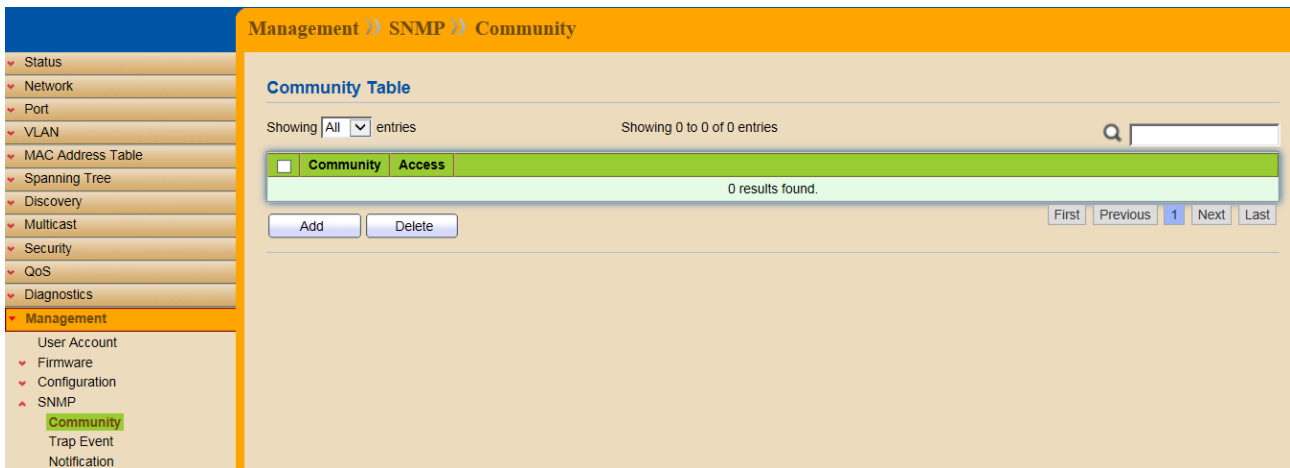 Management » SNMP » Community
Status
Network
Port
VLAN
MAC Address Table
Spanning Tree
Discovery
Multicast
Security
QoS
Diagnostics
Management
User Account
Firmware
Configuration
SNMP
Community
Trap Event
Notification
Community Table
Showing All entries Showing 0 to 0 of 0 entries
Community Access
0 results found.
Add Delete First Previous 1 Next Last